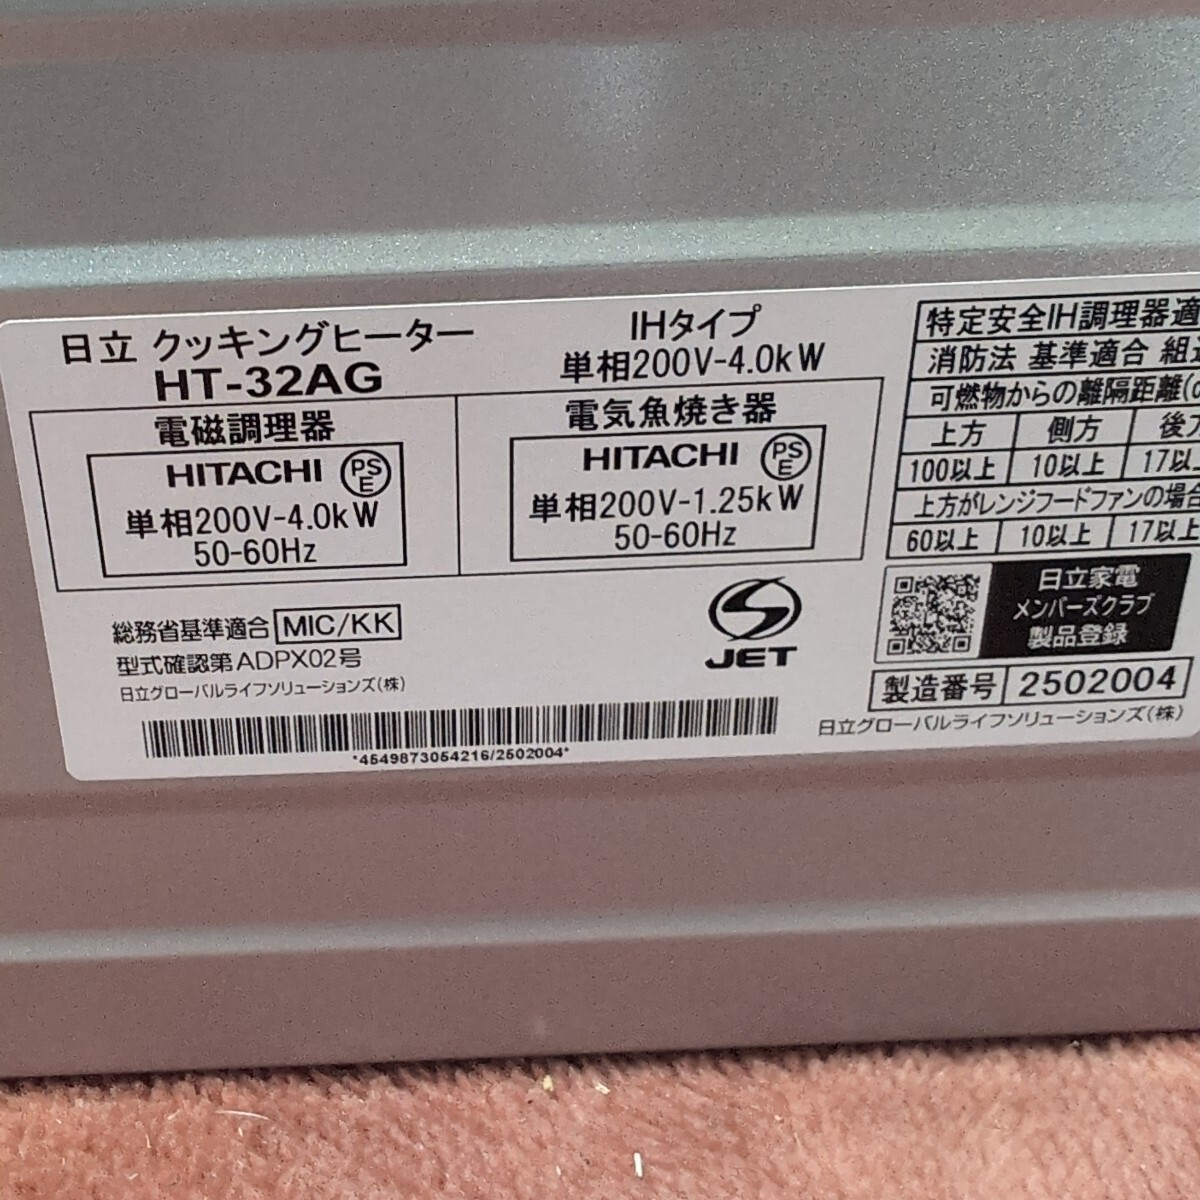 日立 クッキングヒーター
HT-32AG
IHタイプ
単相200V-4.0kW
電磁調理器
HITACHI PSE
単相200V-4.0kW
50-60Hz
電気魚焼き器
HITACHI PSE
単相200V-1.25kW
50-60Hz
総務省基準適合 MIC/KK
型式確認第ADPX02号
日立グローバルライフソリューションズ(株)
JET
*4549873054216/2502004*
特定安全IH調理器適
消防法 基準適合 組
可燃物からの離隔距離(
上方 側方 後方
100以上 10以上 17以上
上方がレンジフードファンの場合
60以上 10以上 17以上
日立家電
メンバーズクラブ
製品登録
製造番号 2502004
日立グローバルライフソリューションズ(株)